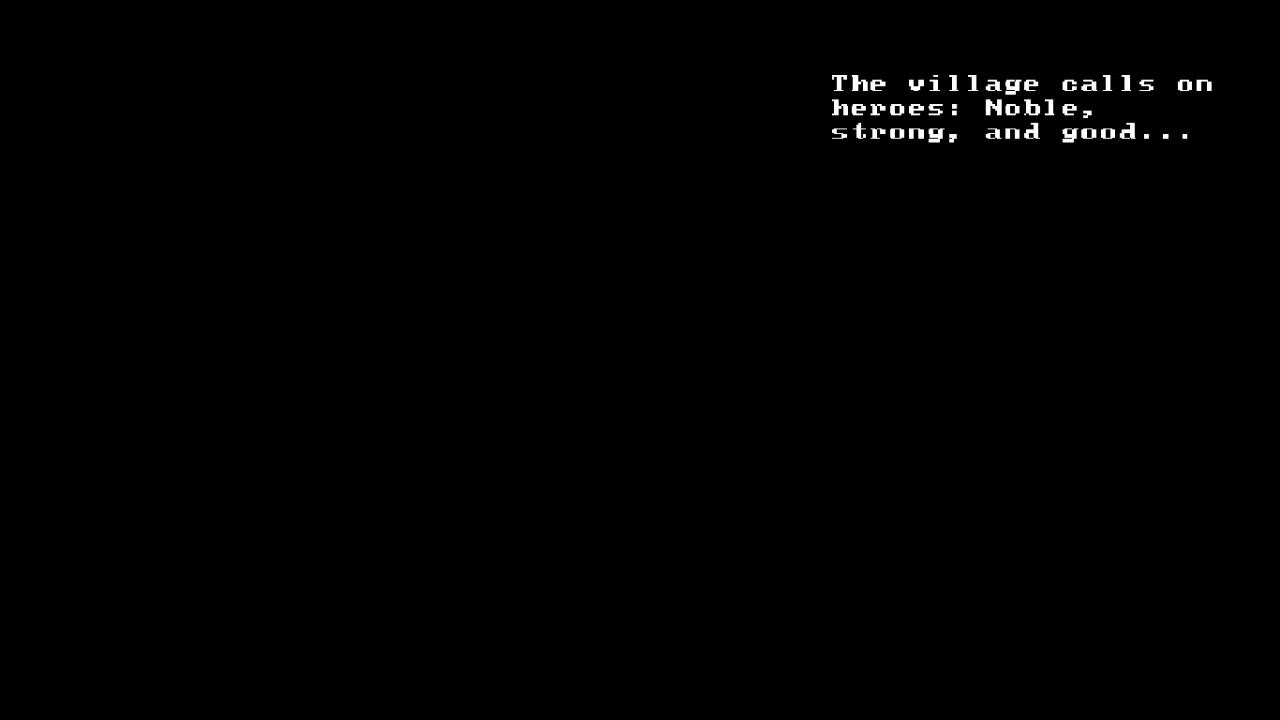 The village calls on
heroes: Noble,
strong, and good...